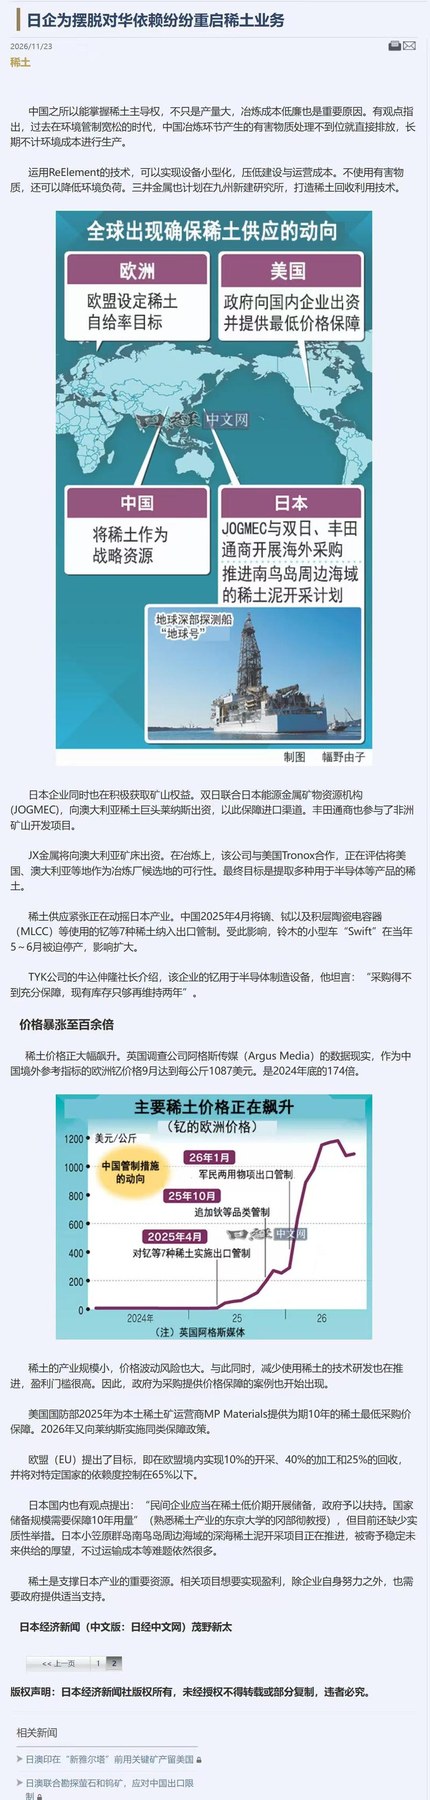 日企为摆脱对华依赖纷纷重启稀土业务
2026/11/23
稀土
中国之所以能掌握稀土主导权，不只是产量大，冶炼成本低廉也是重要原因。有观点指
出，过去在环境管制宽松的时代，中国冶炼环节产生的有害物质处理不到位就直接排放，长
期不计环境成本进行生产。
运用ReElement的技术，可以实现设备小型化，压低建设与运营成本。不使用有害物
质，还可以降低环境负荷。三井金属也计划在九州新建研究所，打造稀土回收利用技术。
全球出现确保稀土供应的动向
欧洲
欧盟设定稀土
自给率目标
美国
政府向国内企业出资
并提供最低价格保障
中文网
中国
将稀土作为
战略资源
日本
JOGMEC与双日、丰田
通商开展海外采购
推进南鸟岛周边海域
的稀土泥开采计划
地球深部探测船
“地球号”
制图 幅野由子
日本企业同时也在积极获取矿山权益。双日联合日本能源金属矿物资源机构
(JOGMEC)，向澳大利亚稀土巨头莱纳斯出资，以此保障进口渠道。丰田通商也参与了非洲
矿山开发项目。
JX金属将向澳大利亚矿床出资。在冶炼上，该公司与美国Tronox合作，正在评估将美
国、澳大利亚等地作为冶炼厂候选地的可行性。最终目标是提取多种用于半导体等产品的稀
土。
稀土供应紧张正在动摇日本产业。中国2025年4月将镝、铽以及积层陶瓷电容器
（MLCC）等使用的钇等7种稀土纳入出口管制。受此影响，铃木的小型车“Swift”在当年
5～6月被迫停产，影响扩大。
TYK公司的牛込伸隆社长介绍，该企业的钇用于半导体制造设备，他坦言：“采购得不
到充分保障，现有库存只够再维持两年”。
价格暴涨至百余倍
稀土价格正大幅飙升。英国调查公司阿格斯传媒（Argus Media）的数据现实，作为中
国境外参考指标的欧洲钇价格9月达到每公斤1087美元。是2024年底的174倍。
主要稀土价格正在飙升
（钇的欧洲价格）
1200
美元/公斤
1000
800
600
400
200
0
中国管制措施
的动向
26年1月
军民两用物项出口管制
25年10月
追加钬等品类管制
中文网
2025年4月
对钇等7种稀土实施出口管制
2024年
25
26
（注）英国阿格斯媒体
稀土的产业规模小，价格波动风险也大。与此同时，减少使用稀土的技术研发也在推
进，盈利门槛很高。因此，政府为采购提供价格保障的案例也开始出现。
美国国防部2025年为本土稀土矿运营商MP Materials提供为期10年的稀土最低采购价
保障。2026年又向莱纳斯实施同类保障政策。
欧盟（EU）提出了目标，即在欧盟境内实现10%的开采、40%的加工和25%的回收，
并将对特定国家的依赖度控制在65%以下。
日本国内也有观点提出：“民间企业应当在稀土低价期开展储备，政府予以扶持。国家
储备规模需要保障10年用量”（熟悉稀土产业的东京大学的冈部彻教授），但目前还缺少实
质性举措。日本小笠原群岛南鸟岛周边海域的深海稀土泥开采项目正在推进，被寄予稳定未
来供给的厚望，不过运输成本等难题依然很多。
稀土是支撑日本产业的重要资源。相关项目想要实现盈利，除企业自身努力之外，也需
要政府提供适当支持。
日本经济新闻（中文版：日经中文网）茂野新太
<< 上一页 1 2
版权声明：日本经济新闻社版权所有，未经授权不得转载或部分复制，违者必究。
相关新闻
日澳印在“新雅尔塔”前用关键矿产留美国
日澳联合勘探萤石和钨矿，应对中国出口限
制